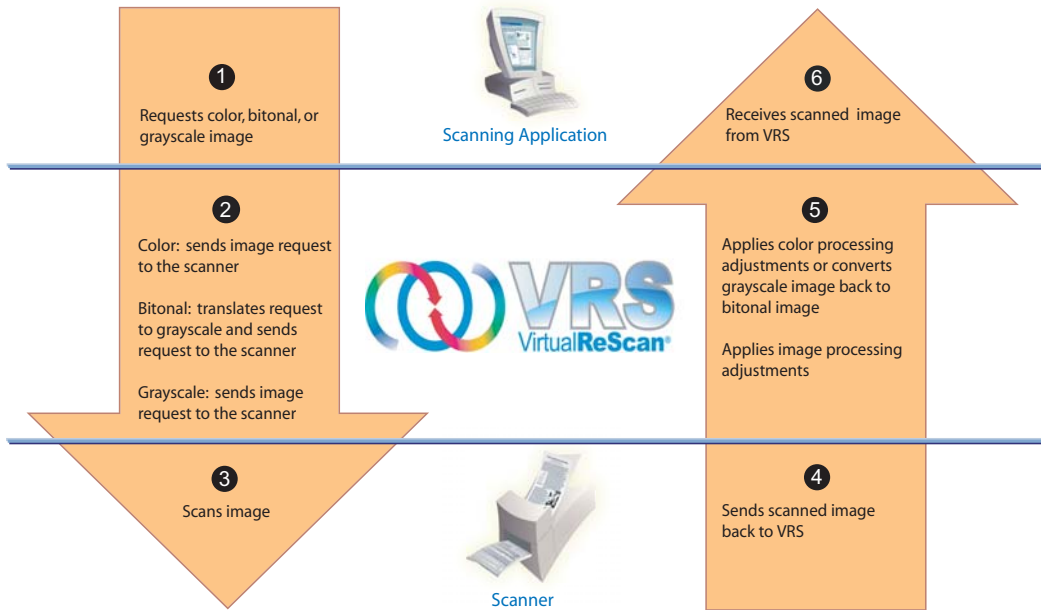 1
Requests color, bitonal, or
grayscale image
Scanning Application
6
Receives scanned image
from VRS
2
Color: sends image request
to the scanner
Bitonal: translates request
to grayscale and sends
request to the scanner
Grayscale: sends image
request to the scanner
VRS
VirtualReScan®
5
Applies color processing
adjustments or converts
grayscale image back to
bitonal image
Applies image processing
adjustments
3
Scans image
Scanner
4
Sends scanned image
back to VRS